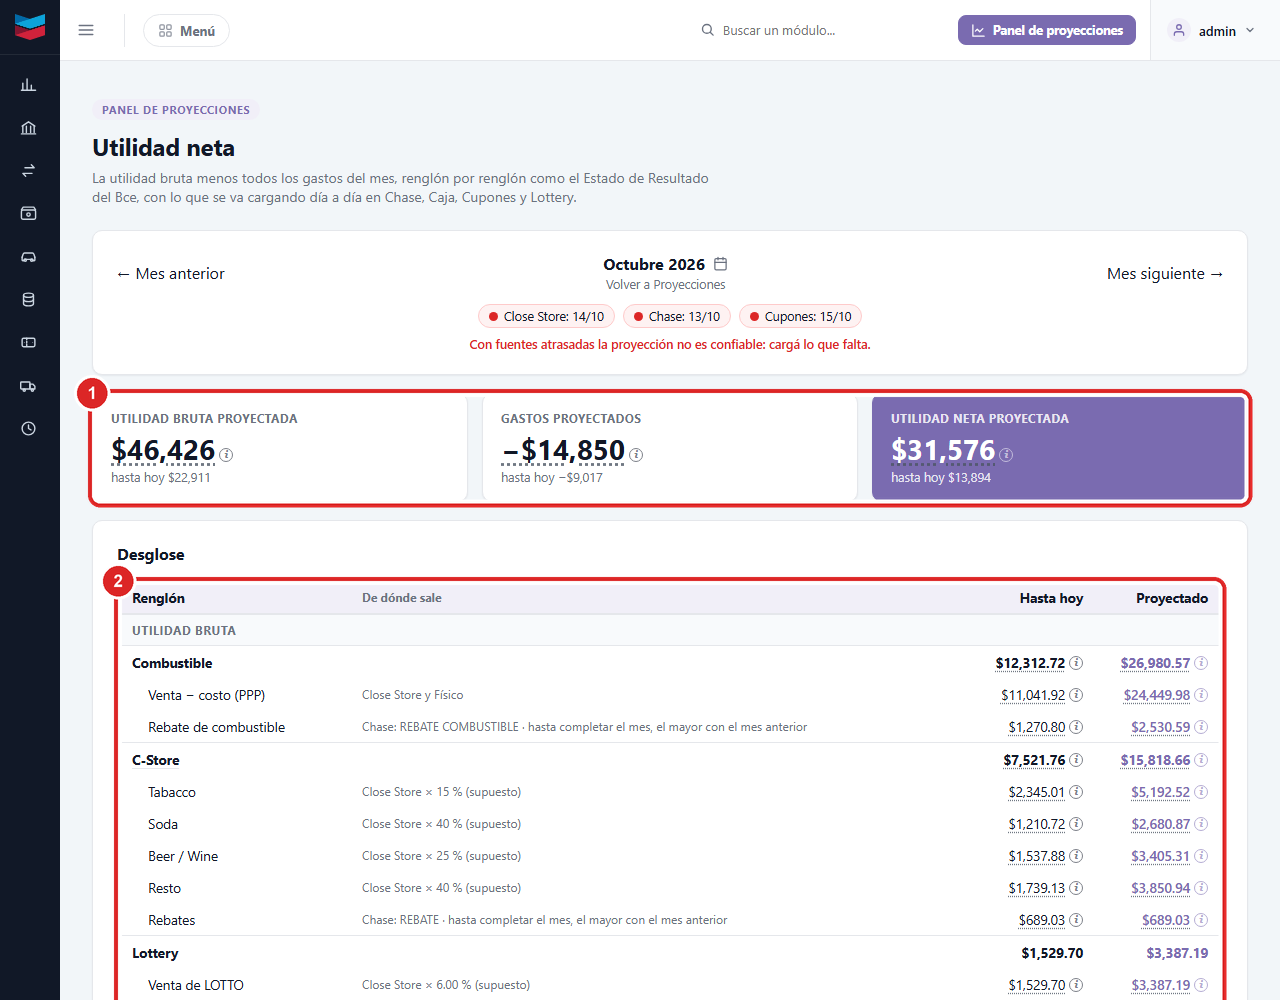 Menú
Buscar un módulo...
Panel de proyecciones
admin
PANEL DE PROYECCIONES
Utilidad neta
La utilidad bruta menos todos los gastos del mes, renglón por renglón como el Estado de Resultado
del Bce, con lo que se va cargando día a día en Chase, Caja, Cupones y Lottery.
← Mes anterior
Octubre 2026
Mes siguiente →
Volver a Proyecciones
Close Store: 14/10
Chase: 13/10
Cupones: 15/10
Con fuentes atrasadas la proyección no es confiable: cargá lo que falta.
1
UTILIDAD BRUTA PROYECTADA
$46,426
hasta hoy $22,911
GASTOS PROYECTADOS
−$14,850
hasta hoy −$9,017
UTILIDAD NETA PROYECTADA
$31,576
hasta hoy $13,894
Desglose
2
Renglón De dónde sale Hasta hoy Proyectado
UTILIDAD BRUTA
Combustible $12,312.72 $26,980.57
Venta − costo (PPP) Close Store y Físico $11,041.92 $24,449.98
Rebate de combustible Chase: REBATE COMBUSTIBLE · hasta completar el mes, el mayor con el mes anterior $1,270.80 $2,530.59
C-Store $7,521.76 $15,818.66
Tabacco Close Store × 15 % (supuesto) $2,345.01 $5,192.52
Soda Close Store × 40 % (supuesto) $1,210.72 $2,680.87
Beer / Wine Close Store × 25 % (supuesto) $1,537.88 $3,405.31
Resto Close Store × 40 % (supuesto) $1,739.13 $3,850.94
Rebates Chase: REBATE · hasta completar el mes, el mayor con el mes anterior $689.03 $689.03
Lottery $1,529.70 $3,387.19
Venta de LOTTO Close Store × 6.00 % (supuesto) $1,529.70 $3,387.19